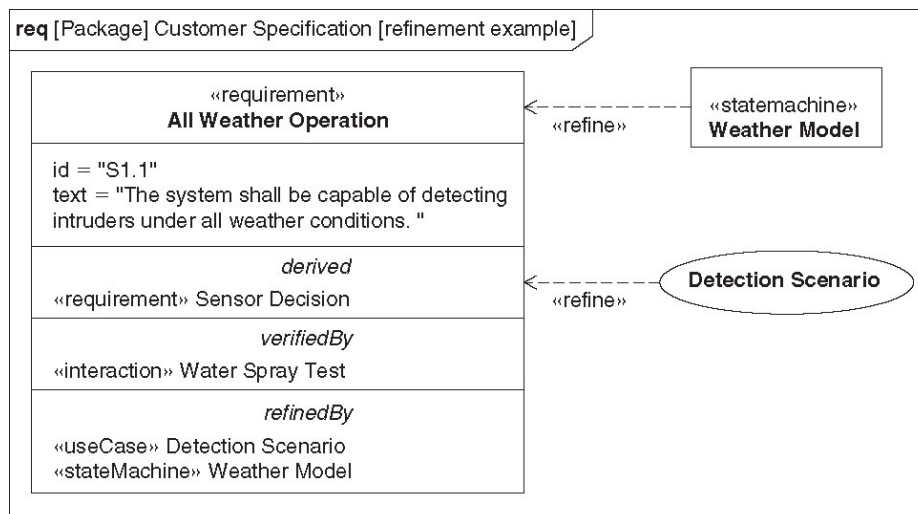 req [Package] Customer Specification [refinement example]
«requirement»
All Weather Operation
id = "S1.1"
text = "The system shall be capable of detecting
intruders under all weather conditions. "
derived
«requirement» Sensor Decision
verifiedBy
«interaction» Water Spray Test
refinedBy
«useCase» Detection Scenario
«stateMachine» Weather Model
«refine»
«statemachine»
Weather Model
«refine»
Detection Scenario